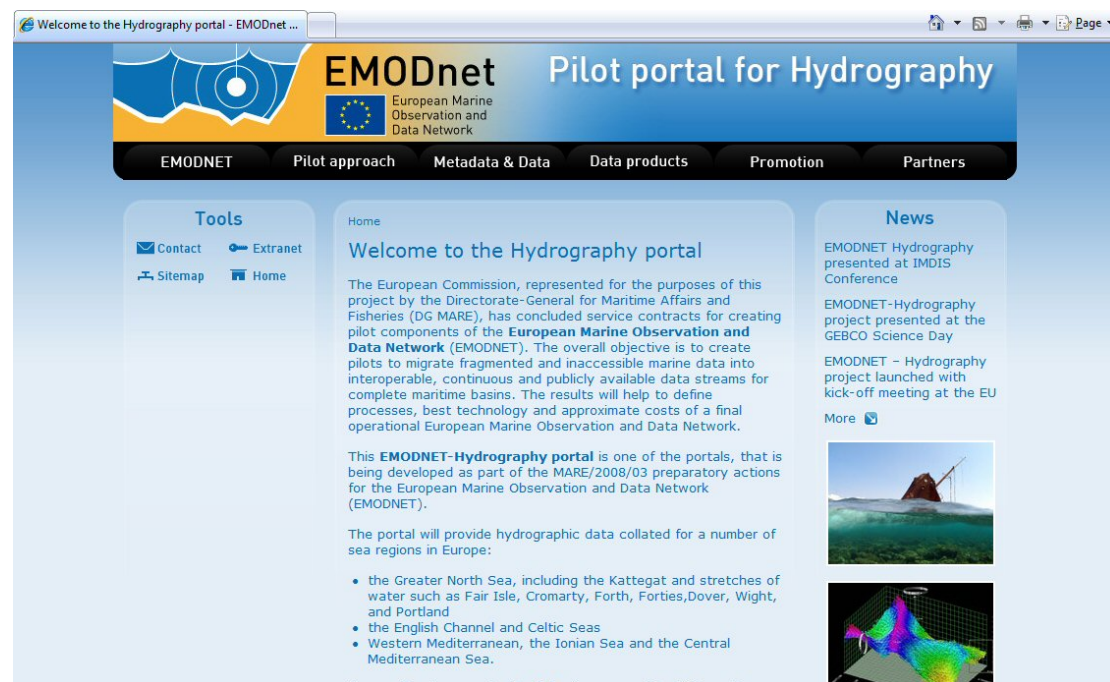 Welcome to the Hydrography portal - EMODnet ...
Page
EMODnet
European Marine
Observation and
Data Network
Pilot portal for Hydrography
EMODNET
Pilot approach
Metadata & Data
Data products
Promotion
Partners
Tools
Contact
Extranet
Sitemap
Home
Home
Welcome to the Hydrography portal
The European Commission, represented for the purposes of this
project by the Directorate-General for Maritime Affairs and
Fisheries (DG MARE), has concluded service contracts for creating
pilot components of the European Marine Observation and
Data Network (EMODNET). The overall objective is to create
pilots to migrate fragmented and inaccessible marine data into
interoperable, continuous and publicly available data streams for
complete maritime basins. The results will help to define
processes, best technology and approximate costs of a final
operational European Marine Observation and Data Network.
This EMODNET-Hydrography portal is one of the portals, that is
being developed as part of the MARE/2008/03 preparatory actions
for the European Marine Observation and Data Network
(EMODNET).
The portal will provide hydrographic data collated for a number of
sea regions in Europe:
• the Greater North Sea, including the Kattegat and stretches of
water such as Fair Isle, Cromarty, Forth, Forties,Dover, Wight,
and Portland
• the English Channel and Celtic Seas
• Western Mediterranean, the Ionian Sea and the Central
Mediterranean Sea.
News
EMODNET Hydrography
presented at IMDIS
Conference
EMODNET-Hydrography
project presented at the
GEBCO Science Day
EMODNET – Hydrography
project launched with
kick-off meeting at the EU
More